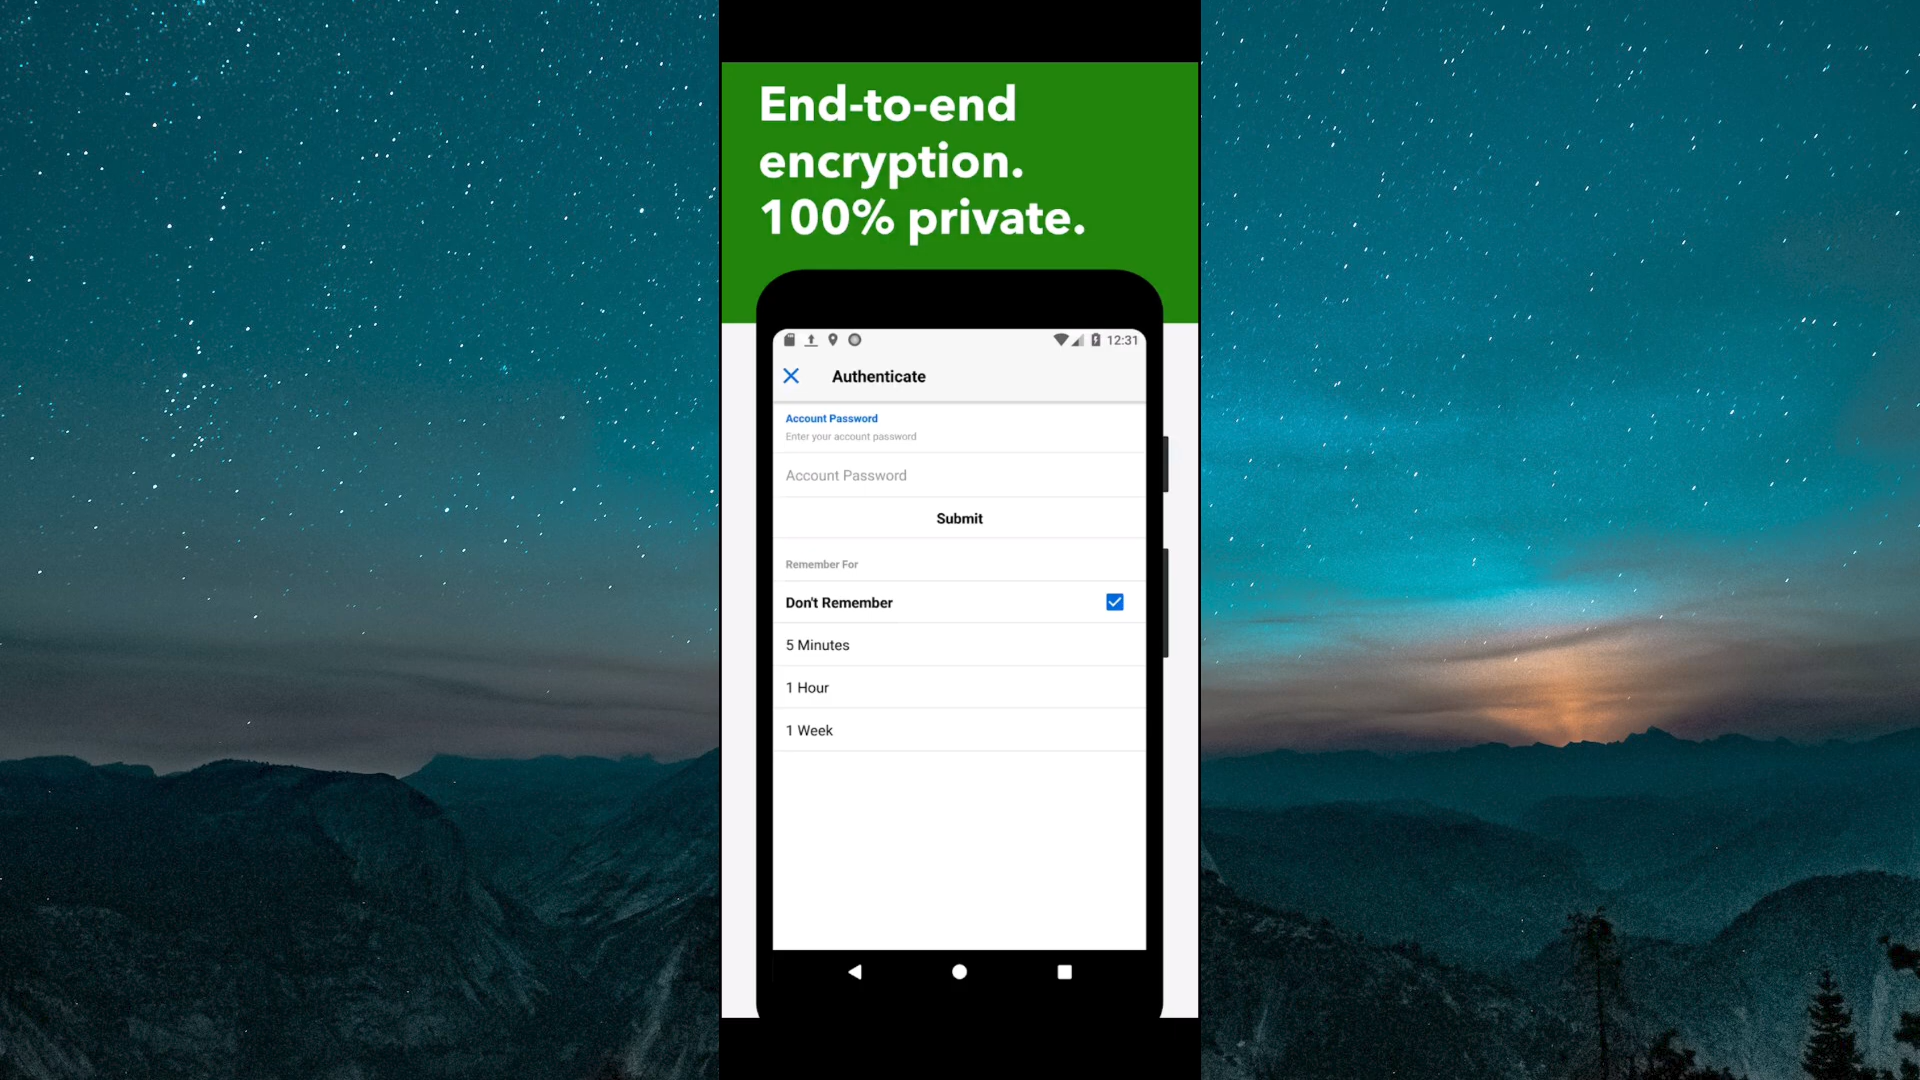 End-to-end
encryption.
100% private.
12:31
Authenticate
Account Password
Enter your account password
Account Password
Submit
Remember For
Don't Remember
5 Minutes
1 Hour
1 Week